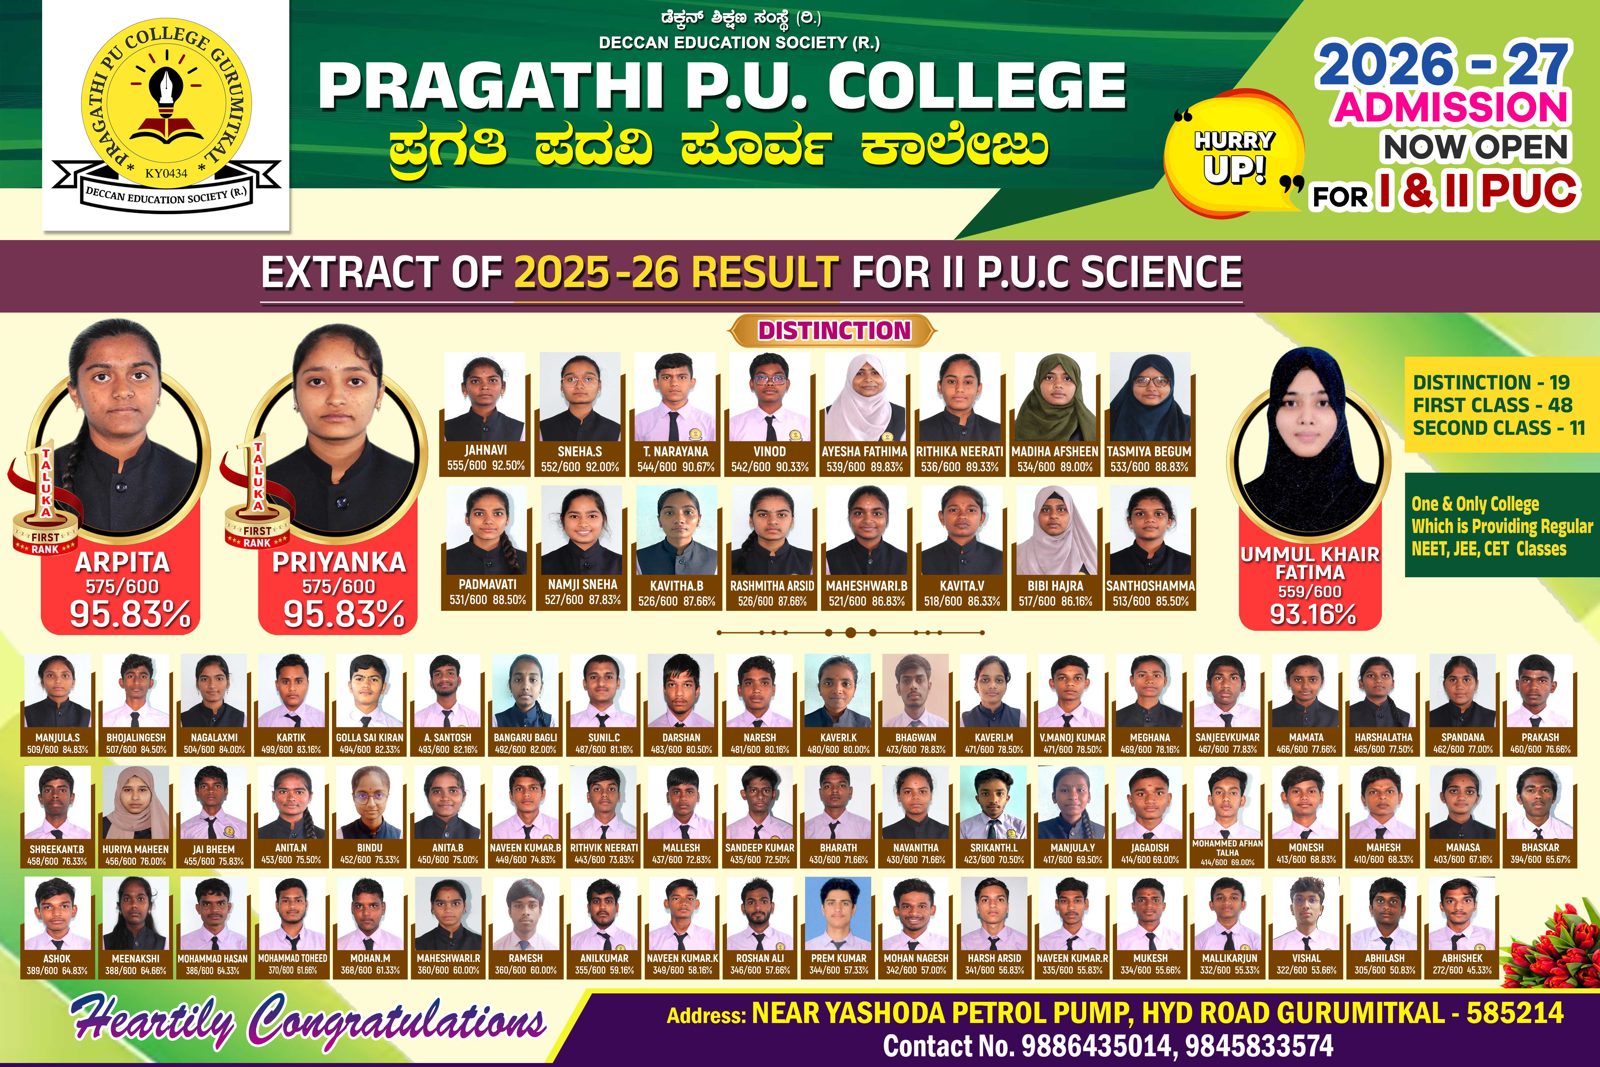 ಡೆಕ್ಕನ್ ಶಿಕ್ಷಣ ಸಂಸ್ಥೆ (ರಿ.)
DECCAN EDUCATION SOCIETY (R.)
PRAGATHI P.U. COLLEGE
ಪ್ರಗತಿ ಪದವಿ ಪೂರ್ವ ಕಾಲೇಜು
PRAGATHI PU COLLEGE GURUMITKAL
KY0434
DECCAN EDUCATION SOCIETY (R.)
"HURRY
UP!"
2026 - 27
ADMISSION
NOW OPEN
FOR I & II PUC
EXTRACT OF 2025-26 RESULT FOR II P.U.C SCIENCE
DISTINCTION
1 TALUKA
FIRST
RANK
ARPITA
575/600
95.83%
1 TALUKA
FIRST
RANK
PRIYANKA
575/600
95.83%
JAHNAVI
555/600 92.50%
SNEHA.S
552/600 92.00%
T. NARAYANA
544/600 90.67%
VINOD
542/600 90.33%
AYESHA FATHIMA
539/600 89.83%
RITHIKA NEERATI
536/600 89.33%
MADIHA AFSHEEN
534/600 89.00%
TASMIYA BEGUM
533/600 88.83%
PADMAVATI
531/600 88.50%
NAMJI SNEHA
527/600 87.83%
KAVITHA.B
526/600 87.66%
RASHMITHA ARSID
526/600 87.66%
MAHESHWARI.B
521/600 86.83%
KAVITA.V
518/600 86.33%
BIBI HAJRA
517/600 86.16%
SANTHOSHAMMA
513/600 85.50%
UMMUL KHAIR
FATIMA
559/600
93.16%
DISTINCTION - 19
FIRST CLASS - 48
SECOND CLASS - 11
One & Only College
Which is Providing Regular
NEET, JEE, CET Classes
MANJULA.S
509/600 84.83%
BHOJALINGESH
507/600 84.50%
NAGALAXMI
504/600 84.00%
KARTIK
499/600 83.16%
GOLLA SAI KIRAN
494/600 82.33%
A. SANTOSH
493/600 82.16%
BANGARU BAGLI
492/600 82.00%
SUNIL.C
487/600 81.16%
DARSHAN
483/600 80.50%
NARESH
481/600 80.16%
KAVERI.K
480/600 80.00%
BHAGWAN
473/600 78.83%
KAVERI.M
471/600 78.50%
V.MANOJ KUMAR
471/600 78.50%
MEGHANA
469/600 78.16%
SANJEEVKUMAR
467/600 77.83%
MAMATA
466/600 77.66%
HARSHALATHA
465/600 77.50%
SPANDANA
462/600 77.00%
PRAKASH
460/600 76.66%
SHREEKANT.B
458/600 76.33%
HURIYA MAHEEN
456/600 76.00%
JAI BHEEM
455/600 75.83%
ANITA.N
453/600 75.50%
BINDU
452/600 75.33%
ANITA.B
450/600 75.00%
NAVEEN KUMAR.B
449/600 74.83%
RITHVIK NEERATI
443/600 73.83%
MALLESH
437/600 72.83%
SANDEEP KUMAR
435/600 72.50%
BHARATH
430/600 71.66%
NAVANITHA
430/600 71.66%
SRIKANTH.L
423/600 70.50%
MANJULA.Y
417/600 69.50%
JAGADISH
414/600 69.00%
MOHAMMED AFHAN
TALHA
414/600 69.00%
MONESH
413/600 68.83%
MAHESH
410/600 68.33%
MANASA
403/600 67.16%
BHASKAR
394/600 65.67%
ASHOK
389/600 64.83%
MEENAKSHI
388/600 64.66%
MOHAMMAD HASAN
386/600 64.33%
MOHAMMAD TOHEED
370/600 61.66%
MOHAN.M
368/600 61.33%
MAHESHWARI.R
360/600 60.00%
RAMESH
360/600 60.00%
ANILKUMAR
355/600 59.16%
NAVEEN KUMAR.K
349/600 58.16%
ROSHAN ALI
346/600 57.66%
PREM KUMAR
344/600 57.33%
MOHAN NAGESH
342/600 57.00%
HARSH ARSID
341/600 56.83%
NAVEEN KUMAR.R
335/600 55.83%
MUKESH
334/600 55.66%
MALLIKARJUN
332/600 55.33%
VISHAL
322/600 53.66%
ABHILASH
305/600 50.83%
ABHISHEK
272/600 45.33%
Heartily Congratulations
Address: NEAR YASHODA PETROL PUMP, HYD ROAD GURUMITKAL - 585214
Contact No. 9886435014, 9845833574